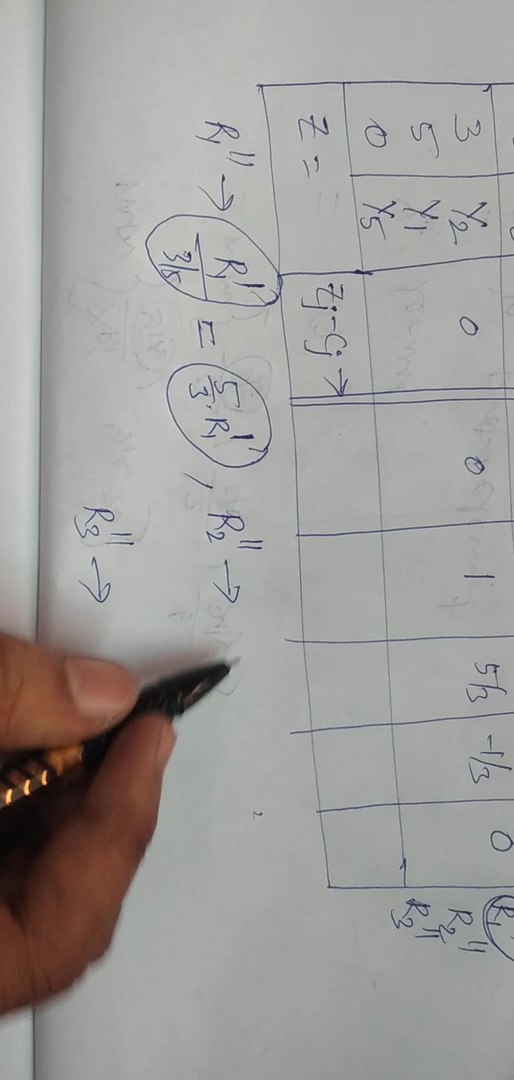 3 Y2 0 0 1 5/3 -1/3 0 R1''
5 Y1 R2''
0 Y5 R3''
Z = Zj-Cj →
R1'' → R1'/3/5 = 5/3 · R1' , R2'' →
R3'' →